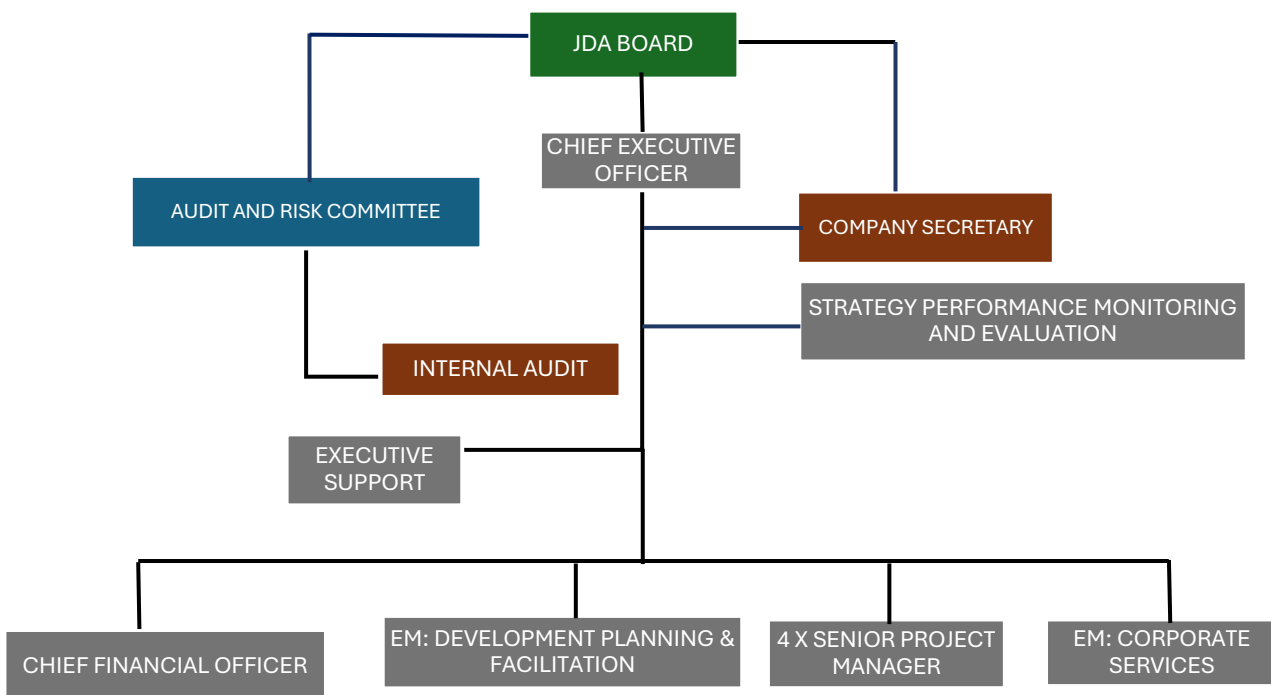 JDA BOARD
CHIEF EXECUTIVE
OFFICER
AUDIT AND RISK COMMITTEE
COMPANY SECRETARY
STRATEGY PERFORMANCE MONITORING
AND EVALUATION
INTERNAL AUDIT
EXECUTIVE
SUPPORT
CHIEF FINANCIAL OFFICER
EM: DEVELOPMENT PLANNING &
FACILITATION
4 X SENIOR PROJECT
MANAGER
EM: CORPORATE
SERVICES